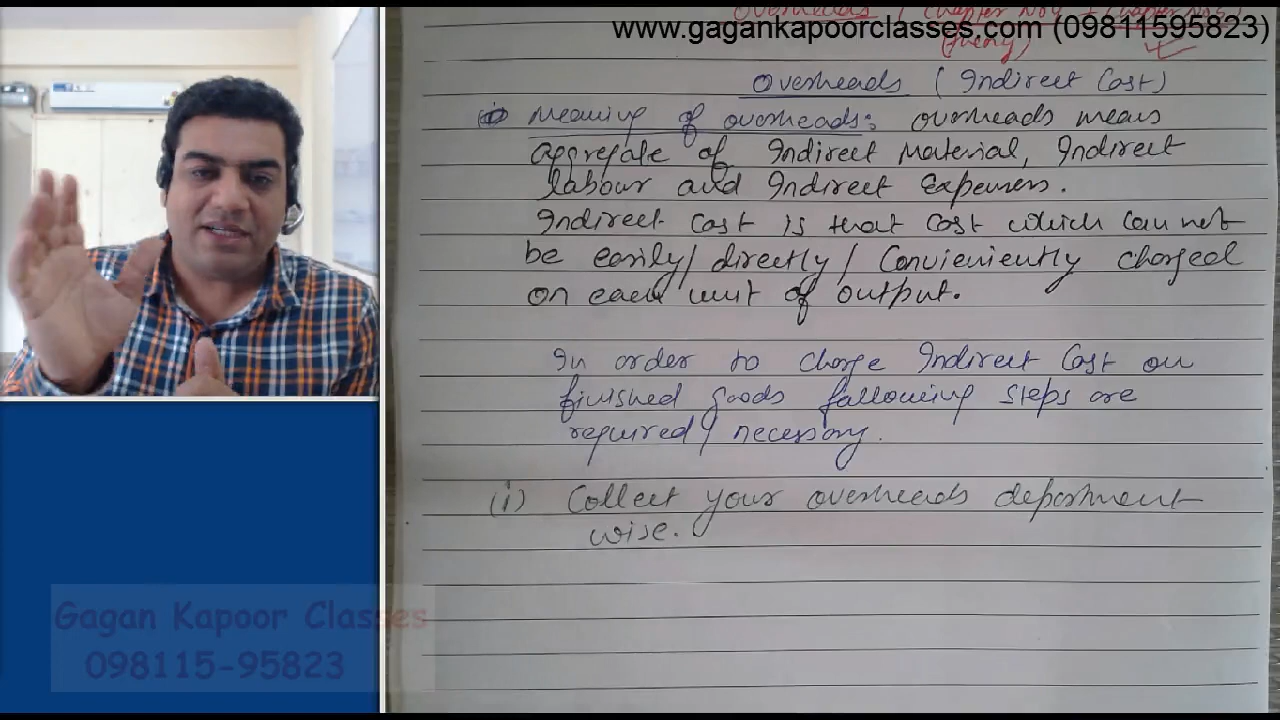 www.gagankapoorclasses.com (09811595823)
(Theory)
Overheads (Indirect Cost)
Meaning of overheads: overheads means
aggregate of Indirect Material, Indirect
labour and Indirect Expenses.
Indirect Cost is that Cost which can not
be easily/directly/Convieniently charged
on each unit of output.
In order to charge Indirect Cost on
finished goods following steps are
required/necessary.
(i) Collect your overheads department
wise.
Gagan Kapoor Classes
098115-95823